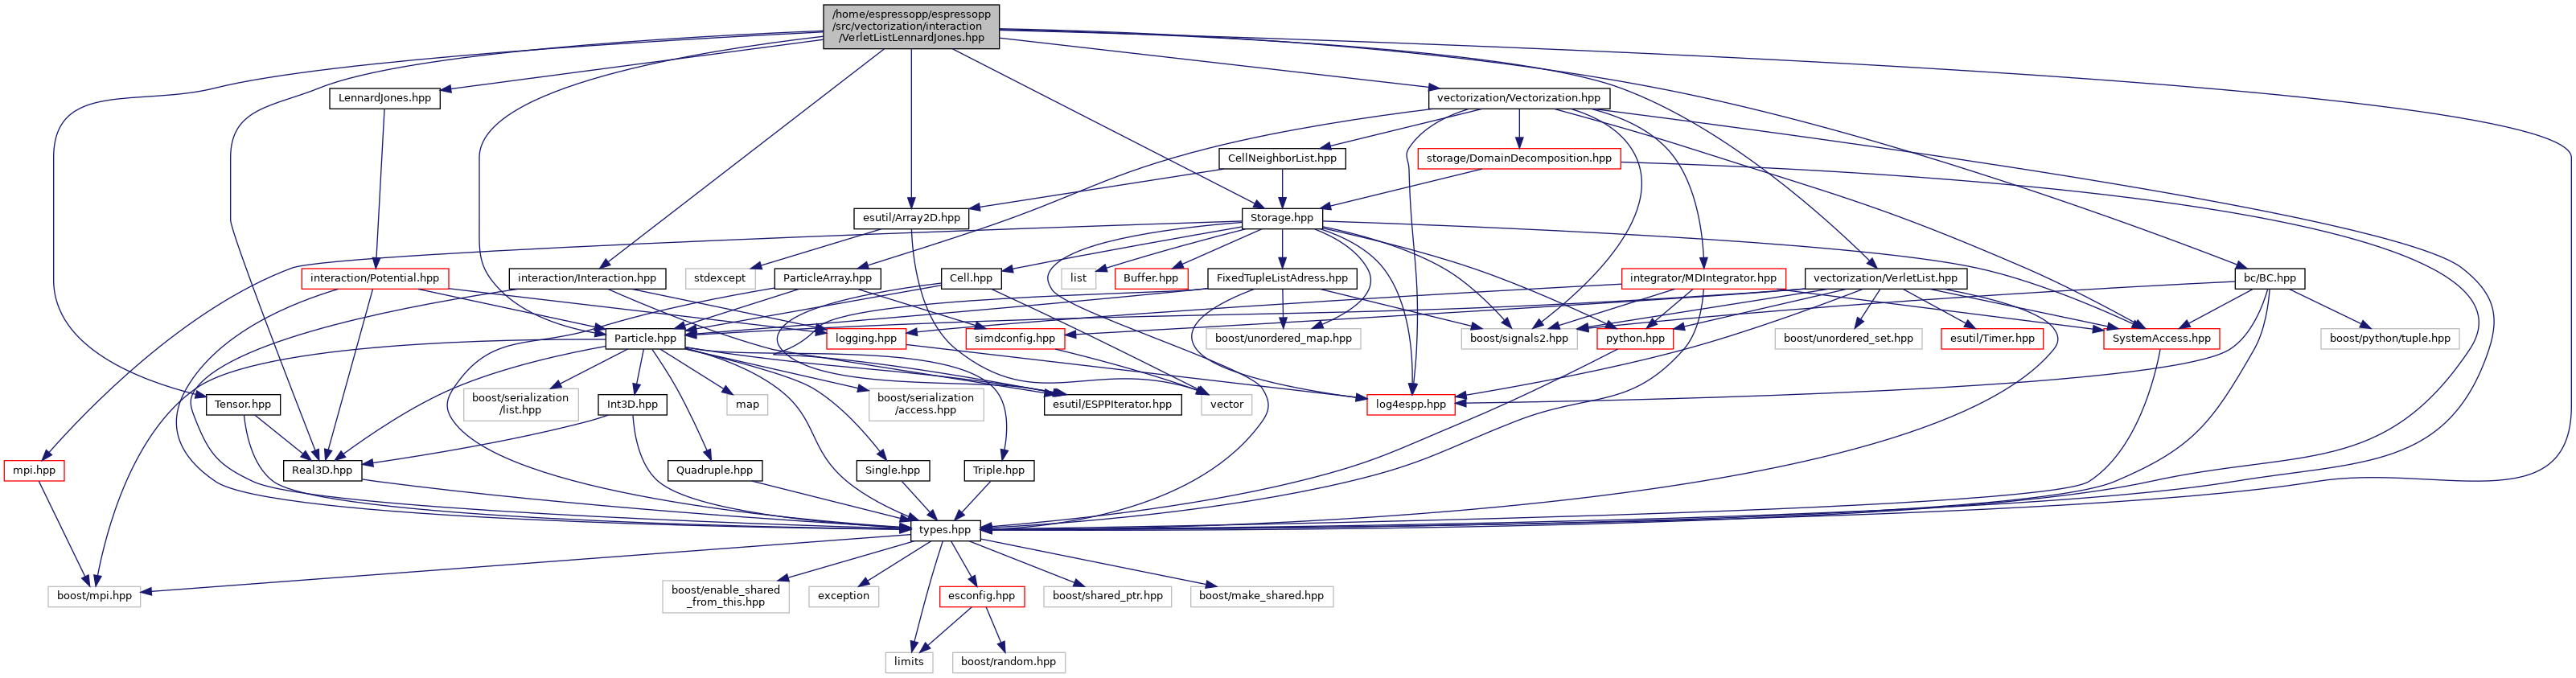 /home/espressopp/espressopp
/src/vectorization/interaction
/VerletListLennardJones.hpp
LennardJones.hpp
vectorization/Vectorization.hpp
CellNeighborList.hpp
storage/DomainDecomposition.hpp
esutil/Array2D.hpp
Storage.hpp
interaction/Potential.hpp
interaction/Interaction.hpp
stdexcept
ParticleArray.hpp
Cell.hpp
list
Buffer.hpp
FixedTupleListAdress.hpp
integrator/MDIntegrator.hpp
vectorization/VerletList.hpp
bc/BC.hpp
Particle.hpp
logging.hpp
simdconfig.hpp
boost/unordered_map.hpp
boost/signals2.hpp
python.hpp
boost/unordered_set.hpp
esutil/Timer.hpp
SystemAccess.hpp
boost/python/tuple.hpp
Tensor.hpp
boost/serialization
/list.hpp
Int3D.hpp
map
boost/serialization
/access.hpp
esutil/ESPPIterator.hpp
vector
log4espp.hpp
mpi.hpp
Real3D.hpp
Quadruple.hpp
Single.hpp
Triple.hpp
types.hpp
boost/mpi.hpp
boost/enable_shared
_from_this.hpp
exception
esconfig.hpp
boost/shared_ptr.hpp
boost/make_shared.hpp
limits
boost/random.hpp